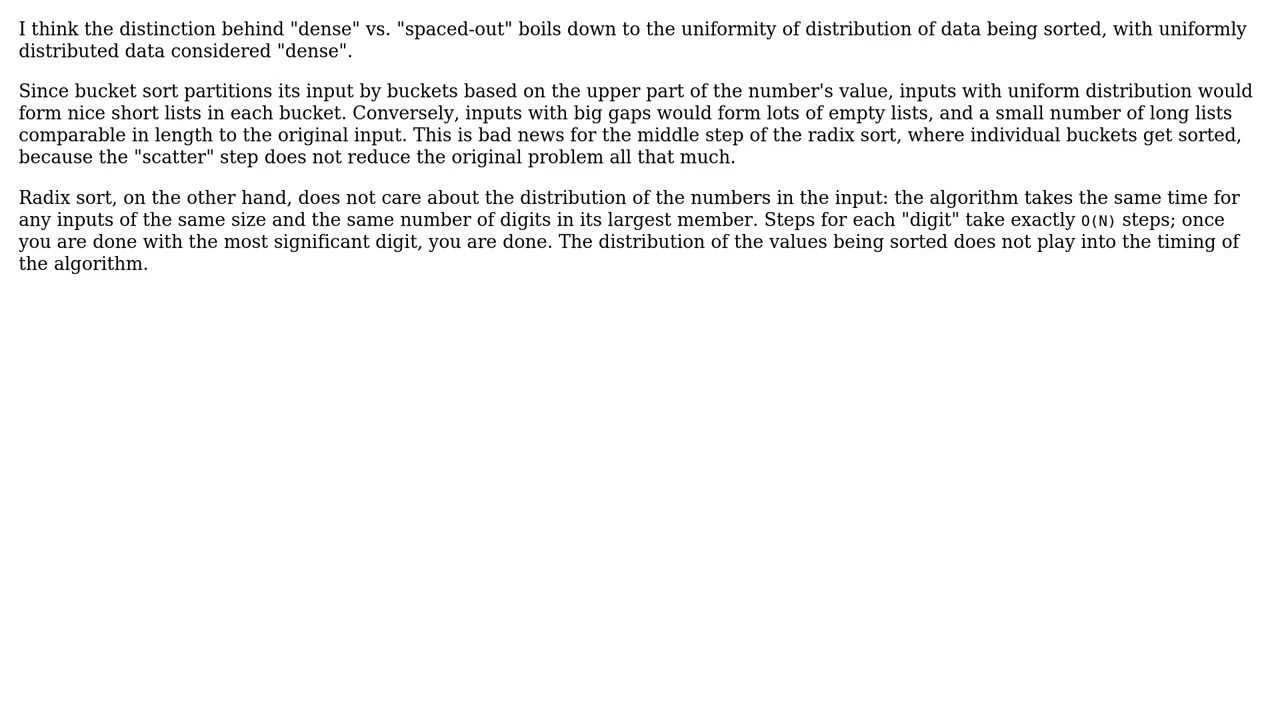 I think the distinction behind "dense" vs. "spaced-out" boils down to the uniformity of distribution of data being sorted, with uniformly
distributed data considered "dense".
Since bucket sort partitions its input by buckets based on the upper part of the number's value, inputs with uniform distribution would
form nice short lists in each bucket. Conversely, inputs with big gaps would form lots of empty lists, and a small number of long lists
comparable in length to the original input. This is bad news for the middle step of the radix sort, where individual buckets get sorted,
because the "scatter" step does not reduce the original problem all that much.
Radix sort, on the other hand, does not care about the distribution of the numbers in the input: the algorithm takes the same time for
any inputs of the same size and the same number of digits in its largest member. Steps for each "digit" take exactly O(N) steps; once
you are done with the most significant digit, you are done. The distribution of the values being sorted does not play into the timing of
the algorithm.